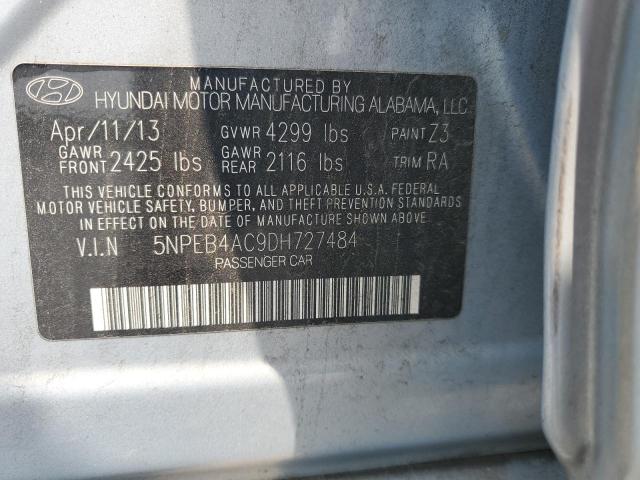 MANUFACTURED BY
HYUNDAI MOTOR MANUFACTURING ALABAMA, LLC
Apr/11/13 GVWR 4299 lbs PAINT Z3
GAWR FRONT 2425 lbs GAWR REAR 2116 lbs TRIM RA
THIS VEHICLE CONFORMS TO ALL APPLICABLE U.S.A. FEDERAL
MOTOR VEHICLE SAFETY, BUMPER, AND THEFT PREVENTION STANDARDS
IN EFFECT ON THE DATE OF MANUFACTURE SHOWN ABOVE.
V.I.N 5NPEB4AC9DH727484
PASSENGER CAR